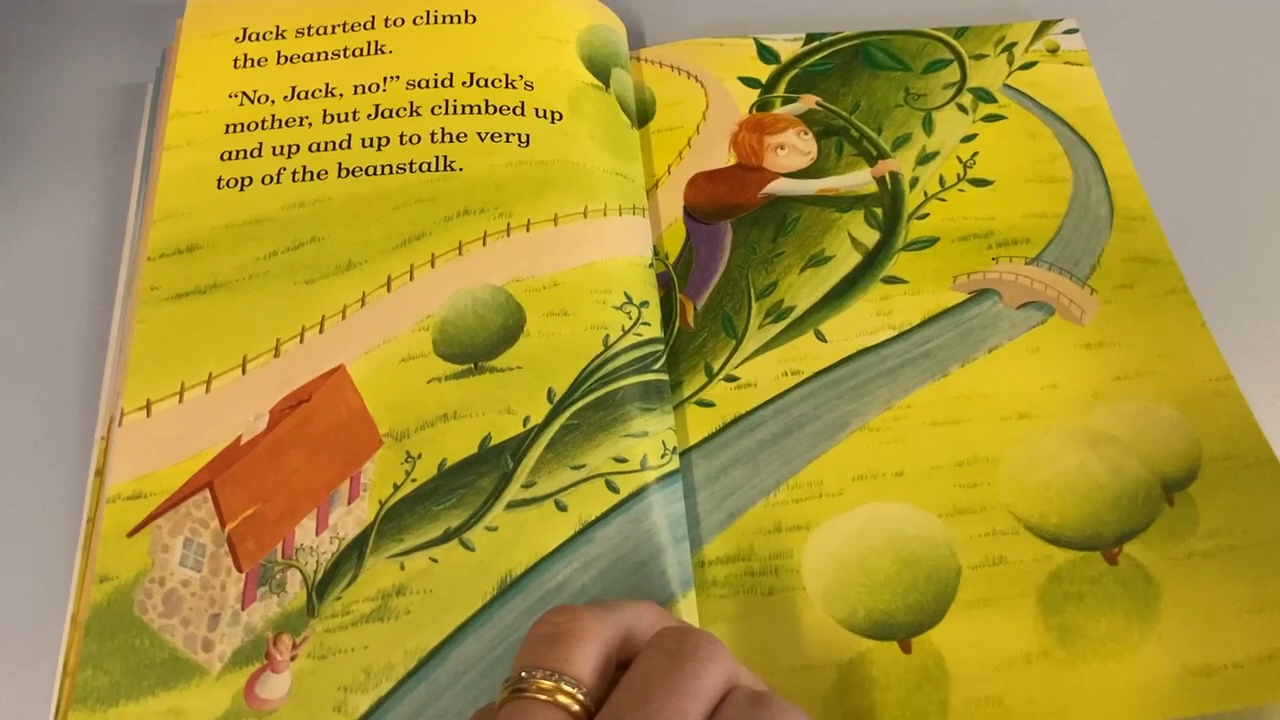 Jack started to climb
the beanstalk.
“No, Jack, no!” said Jack’s
mother, but Jack climbed up
and up and up to the very
top of the beanstalk.